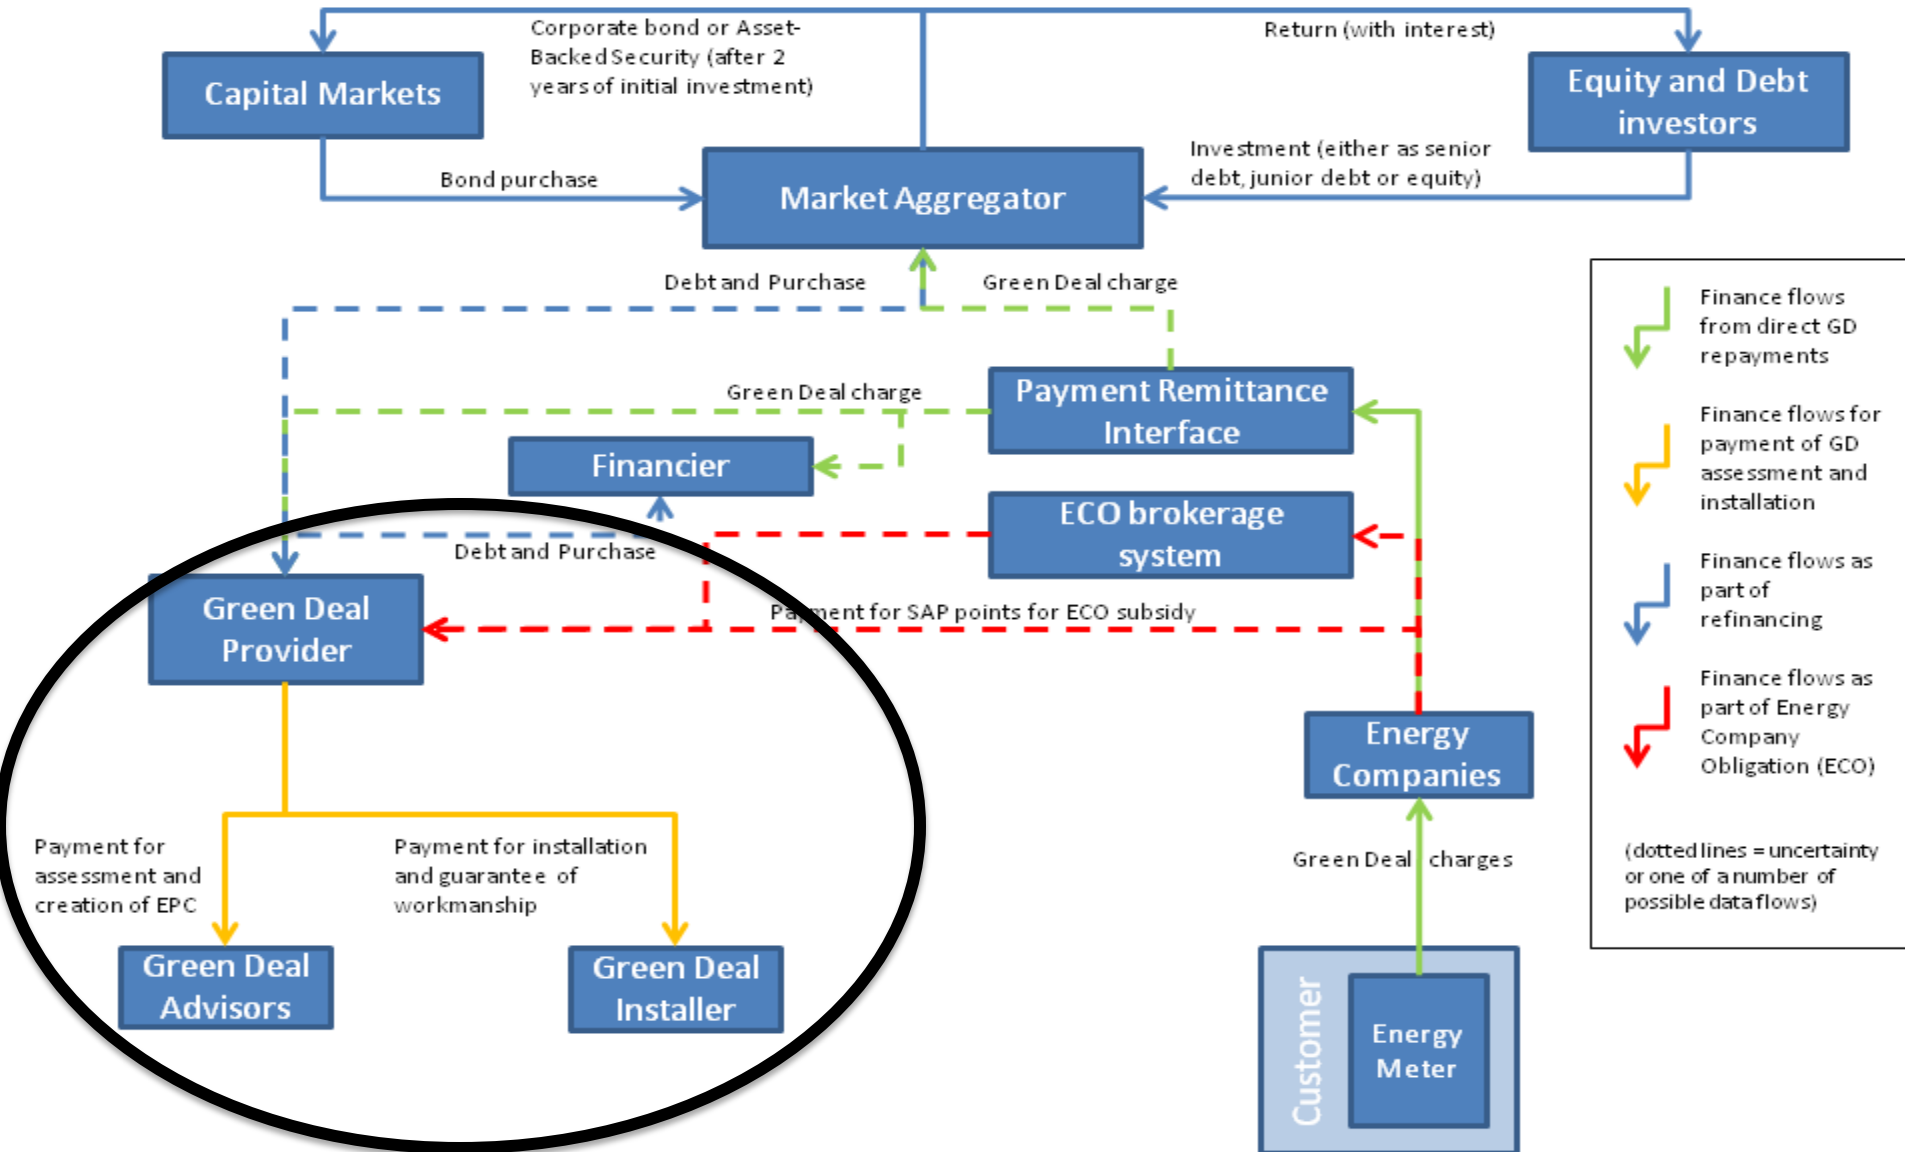 Corporate bond or Asset-
Backed Security (after 2
years of initial investment)
Return (with interest)
Capital Markets
Equity and Debt
investors
Bond purchase
Market Aggregator
Investment (either as senior
debt, junior debt or equity)
Debt and Purchase
Green Deal charge
Green Deal charge
Payment Remittance
Interface
Financier
ECO brokerage
system
Debt and Purchase
Green Deal
Provider
Payment for SAP points for ECO subsidy
Energy
Companies
Payment for
assessment and
creation of EPC
Payment for installation
and guarantee of
workmanship
Green Deal charges
Green Deal
Advisors
Green Deal
Installer
Customer
Energy
Meter
Finance flows
from direct GD
repayments
Finance flows for
payment of GD
assessment and
installation
Finance flows as
part of
refinancing
Finance flows as
part of Energy
Company
Obligation (ECO)
(dotted lines = uncertainty
or one of a number of
possible data flows)